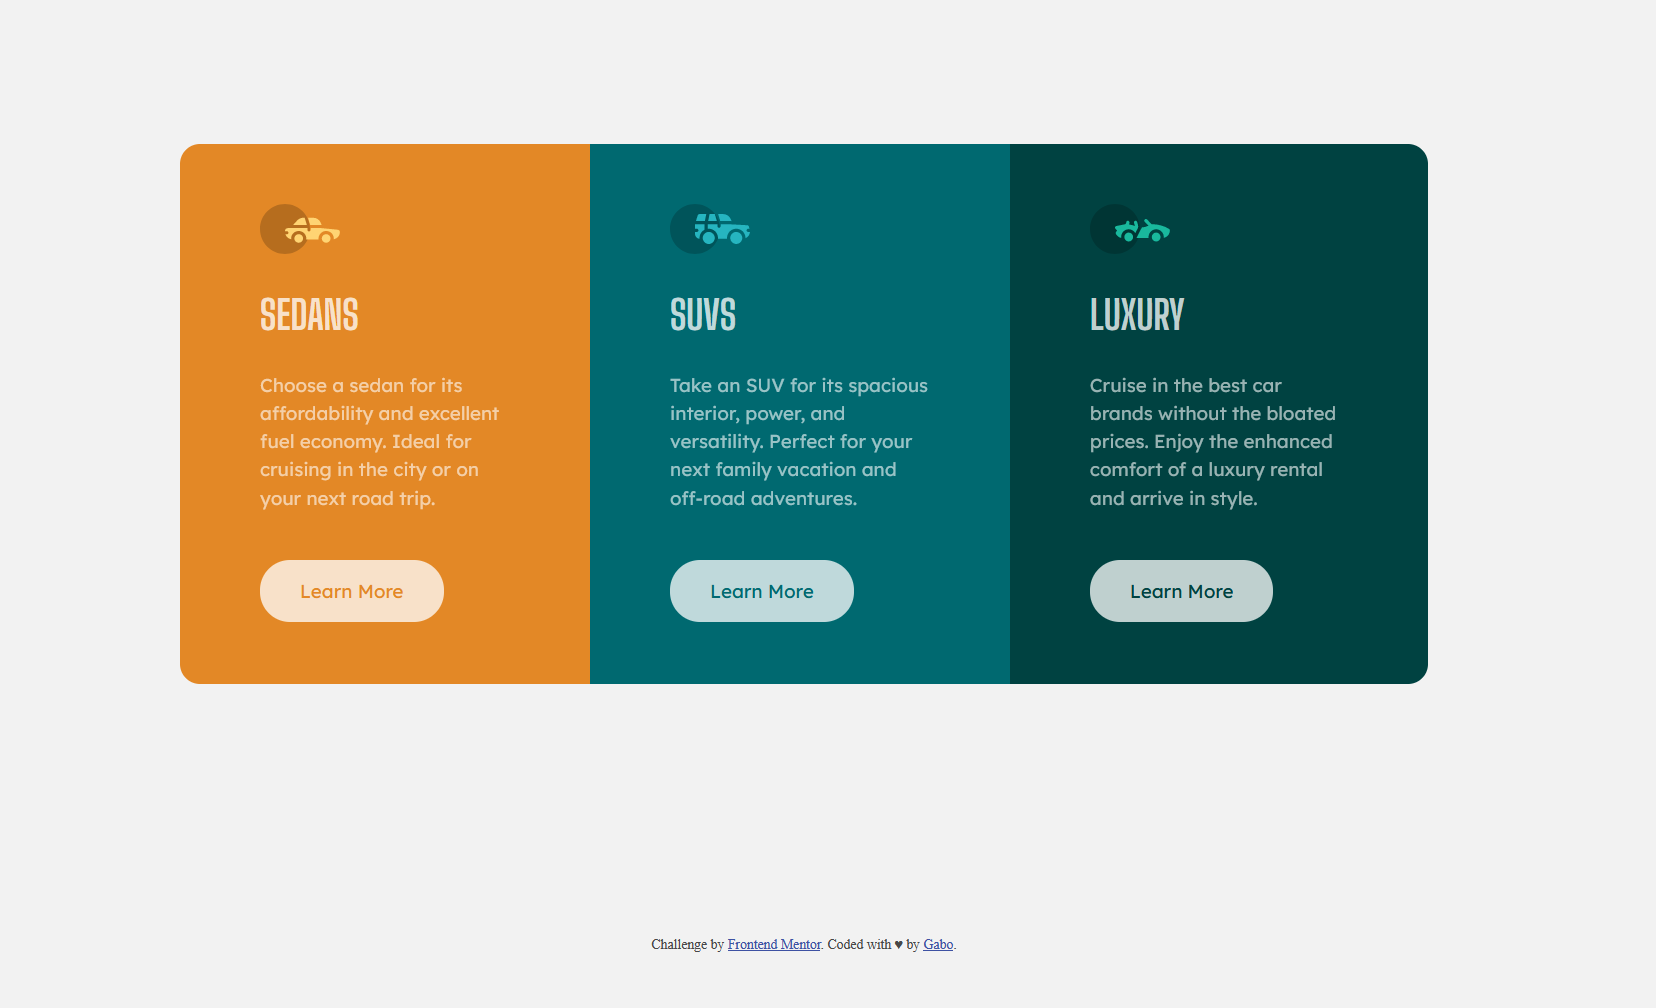 SEDANS
Choose a sedan for its
affordability and excellent
fuel economy. Ideal for
cruising in the city or on
your next road trip.
Learn More
SUVS
Take an SUV for its spacious
interior, power, and
versatility. Perfect for your
next family vacation and
off-road adventures.
Learn More
LUXURY
Cruise in the best car
brands without the bloated
prices. Enjoy the enhanced
comfort of a luxury rental
and arrive in style.
Learn More
Challenge by Frontend Mentor. Coded with ♥ by Gabo.